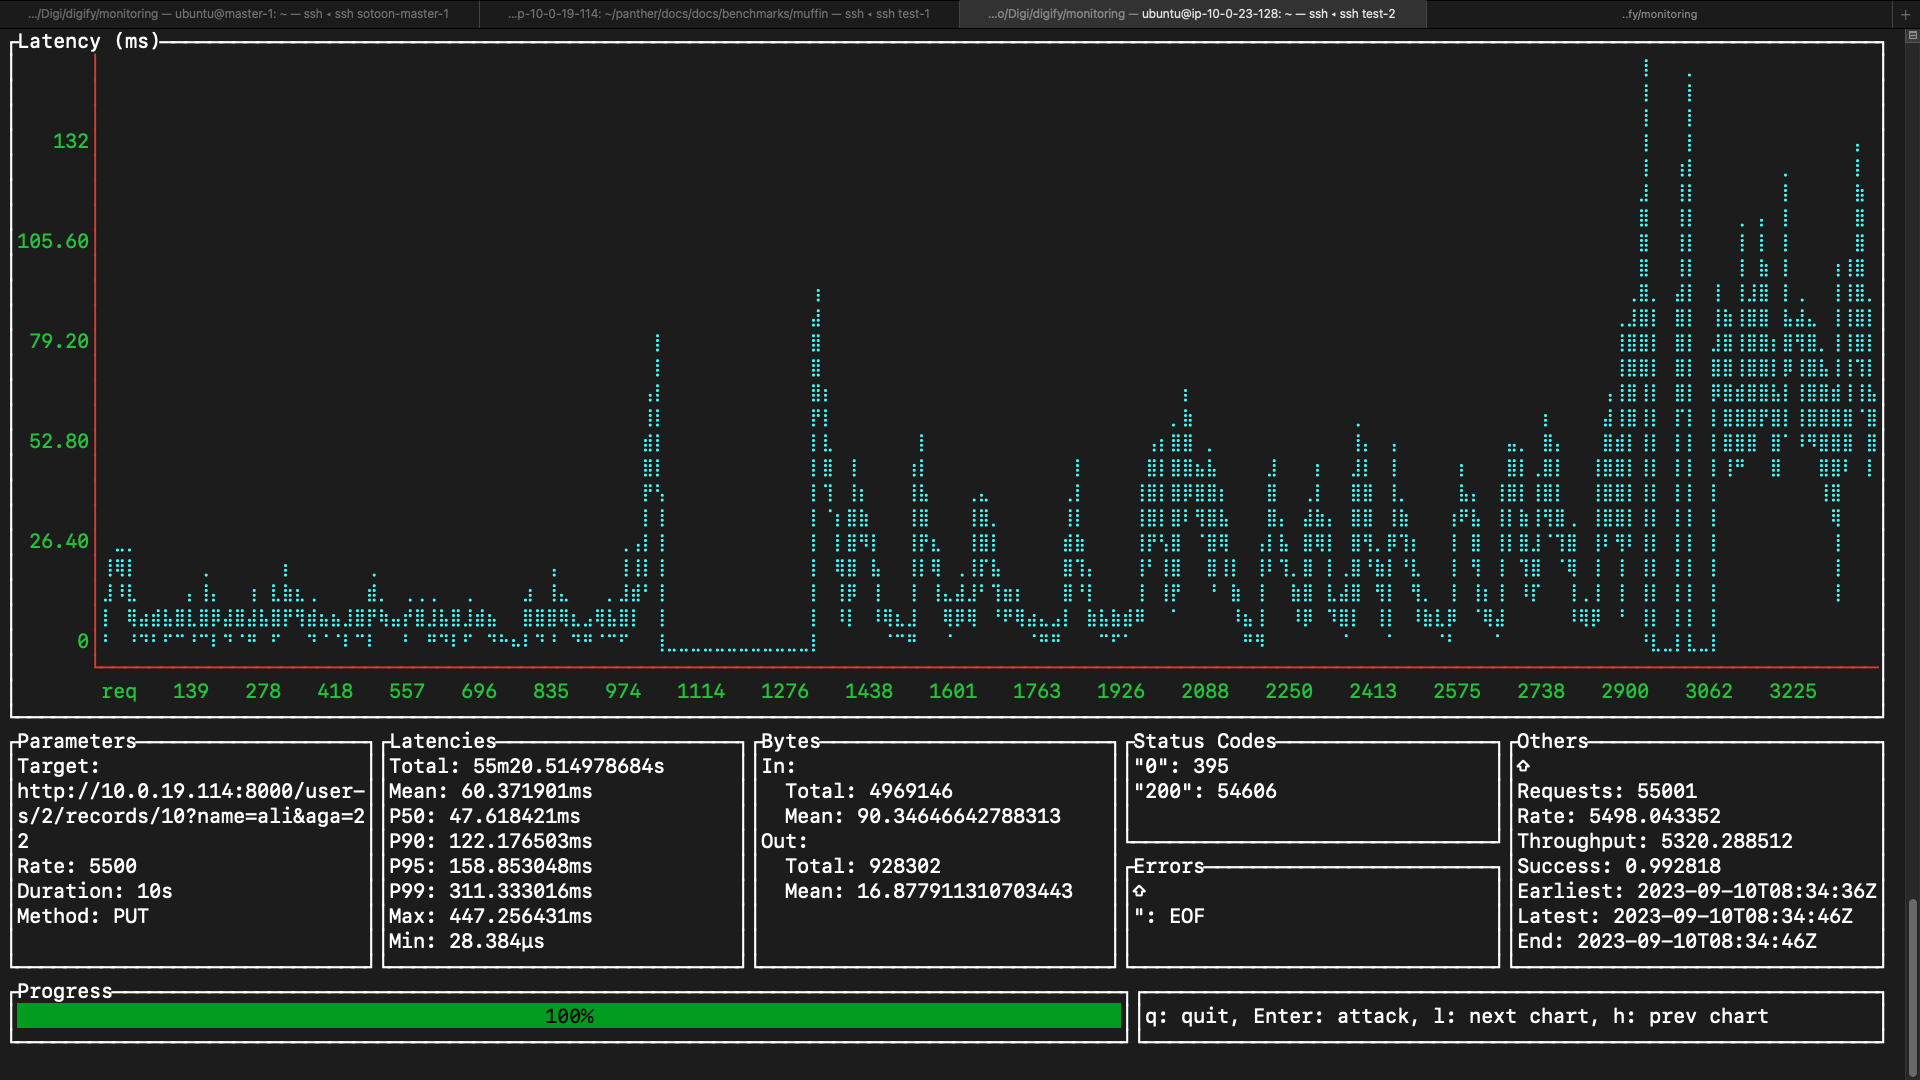 .../Digi/digify/monitoring — ubuntu@master-1: ~ — ssh ‹ ssh sotoon-master-1
...p-10-0-19-114: ~/panther/docs/docs/benchmarks/muffin — ssh ‹ ssh test-1
...o/Digi/digify/monitoring — ubuntu@ip-10-0-23-128: ~ — ssh ‹ ssh test-2
..fy/monitoring
Latency (ms)
132
105.60
79.20
52.80
26.40
0
req 139 278 418 557 696 835 974 1114 1276 1438 1601 1763 1926 2088 2250 2413 2575 2738 2900 3062 3225
Parameters
Target:
http://10.0.19.114:8000/user-
s/2/records/10?name=ali&aga=2
2
Rate: 5500
Duration: 10s
Method: PUT
Latencies
Total: 55m20.514978684s
Mean: 60.371901ms
P50: 47.618421ms
P90: 122.176503ms
P95: 158.853048ms
P99: 311.333016ms
Max: 447.256431ms
Min: 28.384µs
Bytes
In:
Total: 4969146
Mean: 90.34646642788313
Out:
Total: 928302
Mean: 16.877911310703443
Status Codes
"0": 395
"200": 54606
Errors
⇧
": EOF
Others
⇧
Requests: 55001
Rate: 5498.043352
Throughput: 5320.288512
Success: 0.992818
Earliest: 2023-09-10T08:34:36Z
Latest: 2023-09-10T08:34:46Z
End: 2023-09-10T08:34:46Z
Progress
100%
q: quit, Enter: attack, l: next chart, h: prev chart